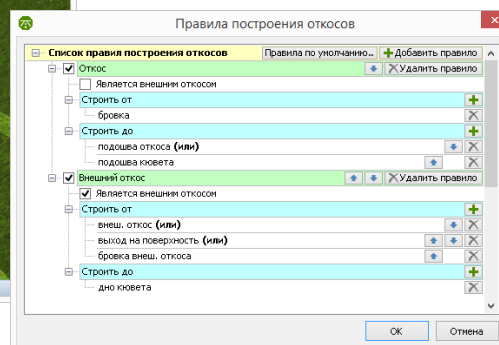 Правила построения откосов
Список правил построения откосов Правила по умолчанию... Добавить правило
Откос Удалить правило
Является внешним откосом
Строить от
бровка
Строить до
подошва откоса (или)
подошва кювета
Внешний откос Удалить правило
Является внешним откосом
Строить от
внеш. откос (или)
выход на поверхность (или)
бровка внеш. откоса
Строить до
дно кювета
OK Отмена